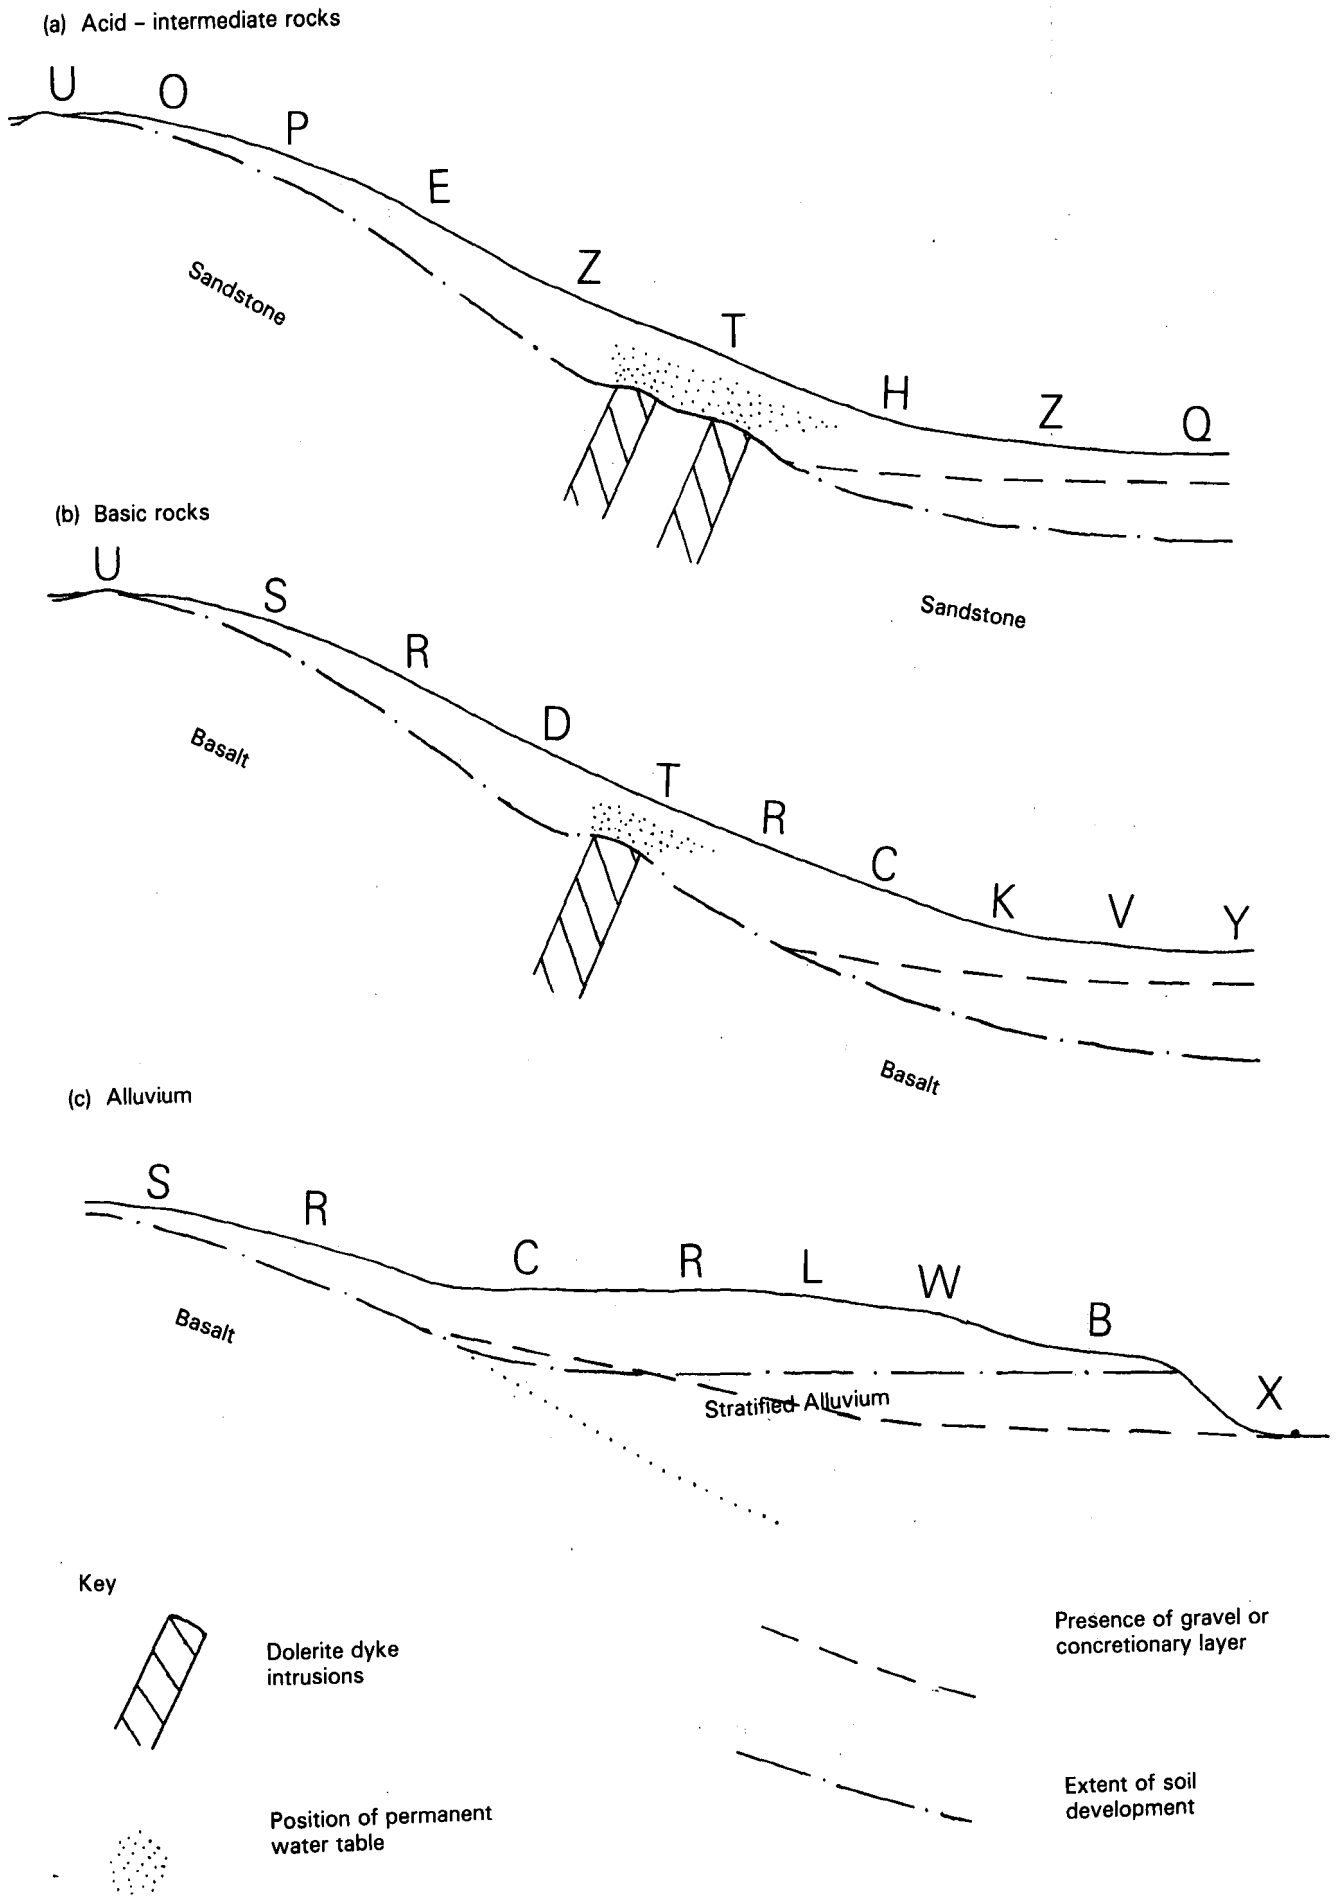 (a) Acid – intermediate rocks
U O P E Z T H Z Q
Sandstone
Sandstone
(b) Basic rocks
U S R D T R C K V Y
Basalt
Basalt
(c) Alluvium
S R C R L W B X
Basalt
Stratified Alluvium
Key
Dolerite dyke
intrusions
Position of permanent
water table
Presence of gravel or
concretionary layer
Extent of soil
development